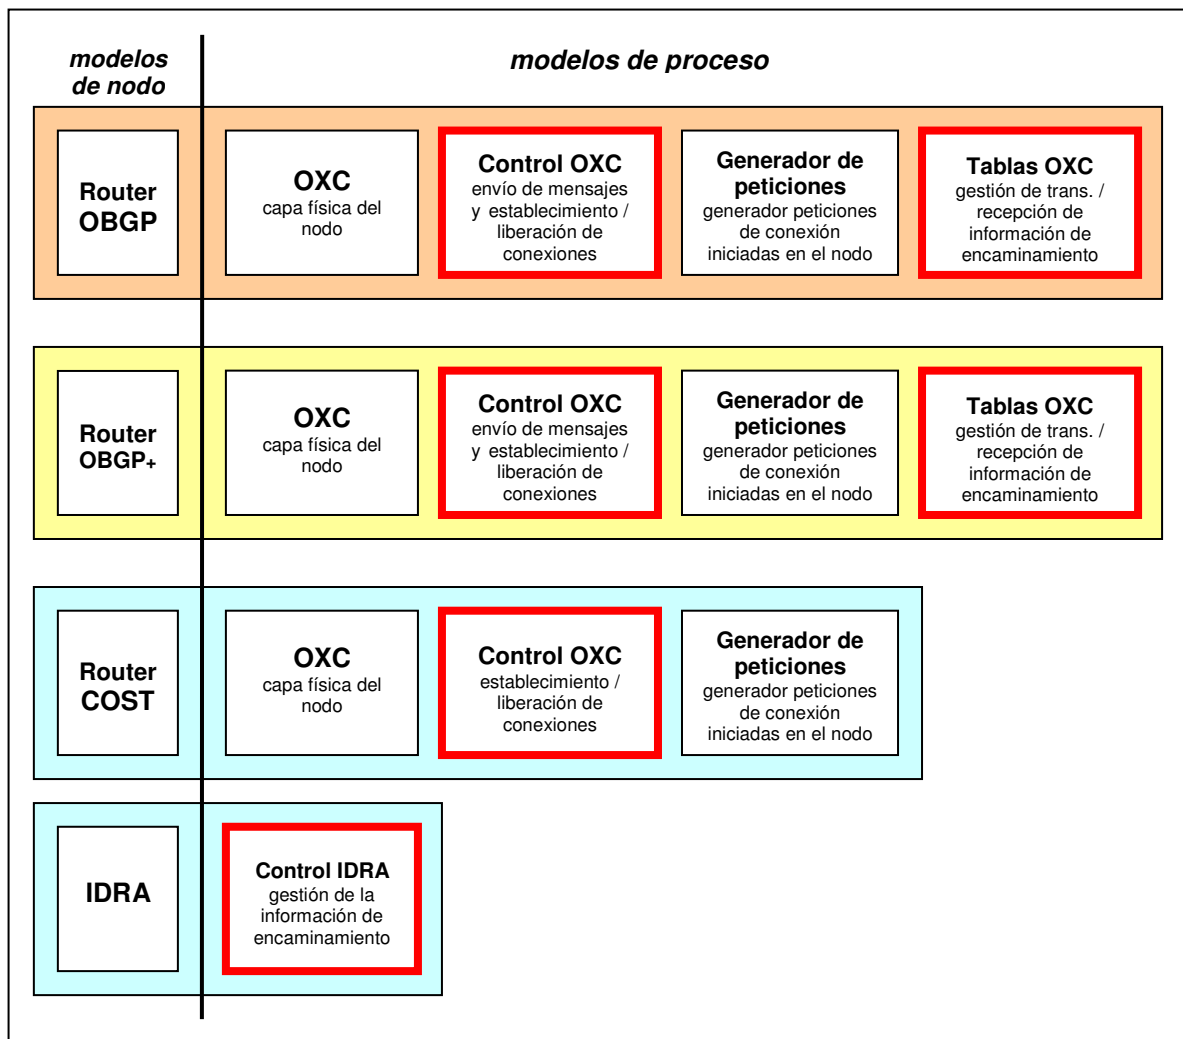 modelos
de nodo
modelos de proceso
Router
OBGP
OXC
capa física del
nodo
Control OXC
envío de mensajes
y establecimiento /
liberación de
conexiones
Generador de
peticiones
generador peticiones
de conexión
iniciadas en el nodo
Tablas OXC
gestión de trans. /
recepción de
información de
encaminamiento
Router
OBGP+
OXC
capa física del
nodo
Control OXC
envío de mensajes
y establecimiento /
liberación de
conexiones
Generador de
peticiones
generador peticiones
de conexión
iniciadas en el nodo
Tablas OXC
gestión de trans. /
recepción de
información de
encaminamiento
Router
COST
OXC
capa física del
nodo
Control OXC
establecimiento /
liberación de
conexiones
Generador de
peticiones
generador peticiones
de conexión
iniciadas en el nodo
IDRA
Control IDRA
gestión de la
información de
encaminamiento